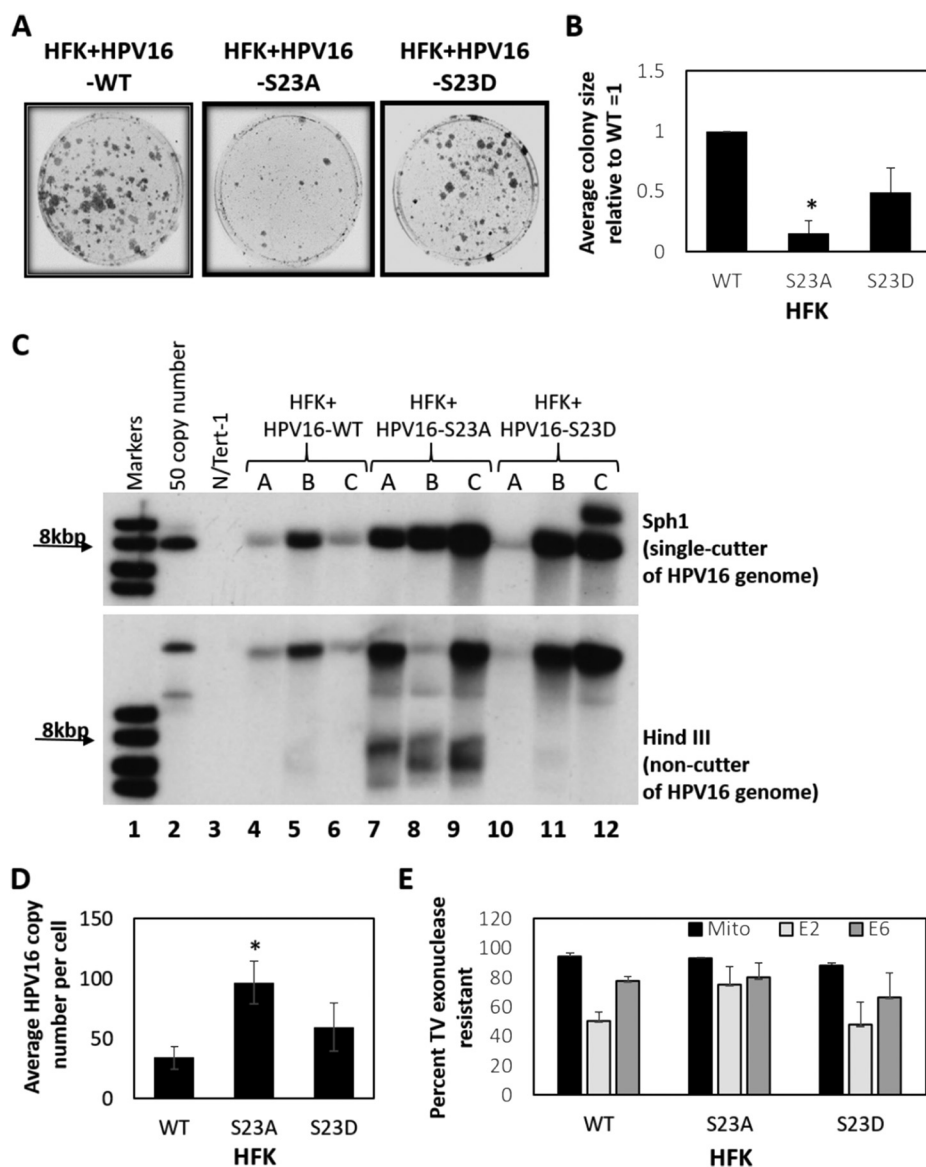 A
HFK+HPV16
-WT
HFK+HPV16
-S23A
HFK+HPV16
-S23D
B
Average colony size
relative to WT =1
1.5
1
0.5
0
*
WT
S23A
S23D
HFK
C
Markers
50 copy number
N/Tert-1
HFK+
HPV16-WT
HFK+
HPV16-S23A
HFK+
HPV16-S23D
A B C A B C A B C
8kbp
Sph1
(single-cutter
of HPV16 genome)
8kbp
Hind III
(non-cutter
of HPV16 genome)
1 2 3 4 5 6 7 8 9 10 11 12
D
Average HPV16 copy
number per cell
150
100
50
0
*
WT S23A S23D
HFK
E
Percent TV exonuclease
resistant
120
100
80
60
40
20
0
Mito E2 E6
WT S23A S23D
HFK